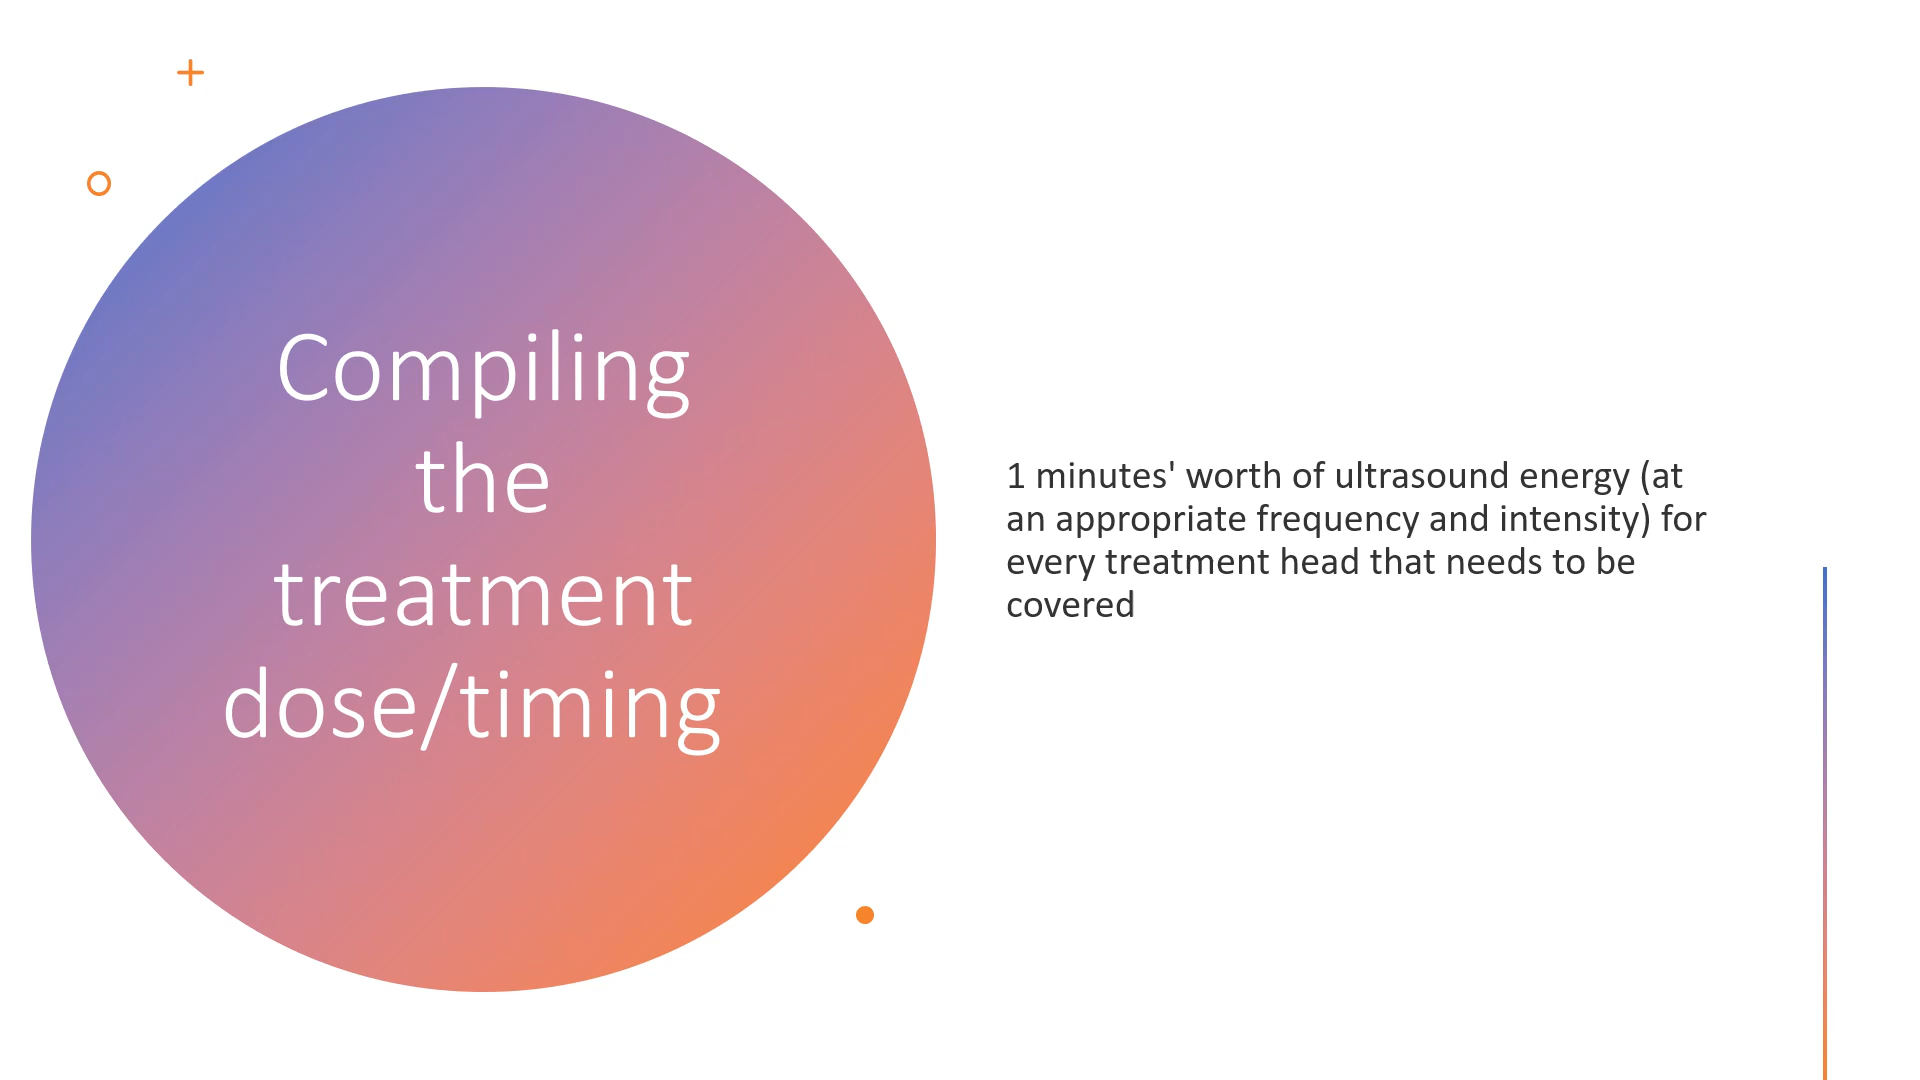 Compiling
the
treatment
dose/timing
1 minutes' worth of ultrasound energy (at
an appropriate frequency and intensity) for
every treatment head that needs to be
covered